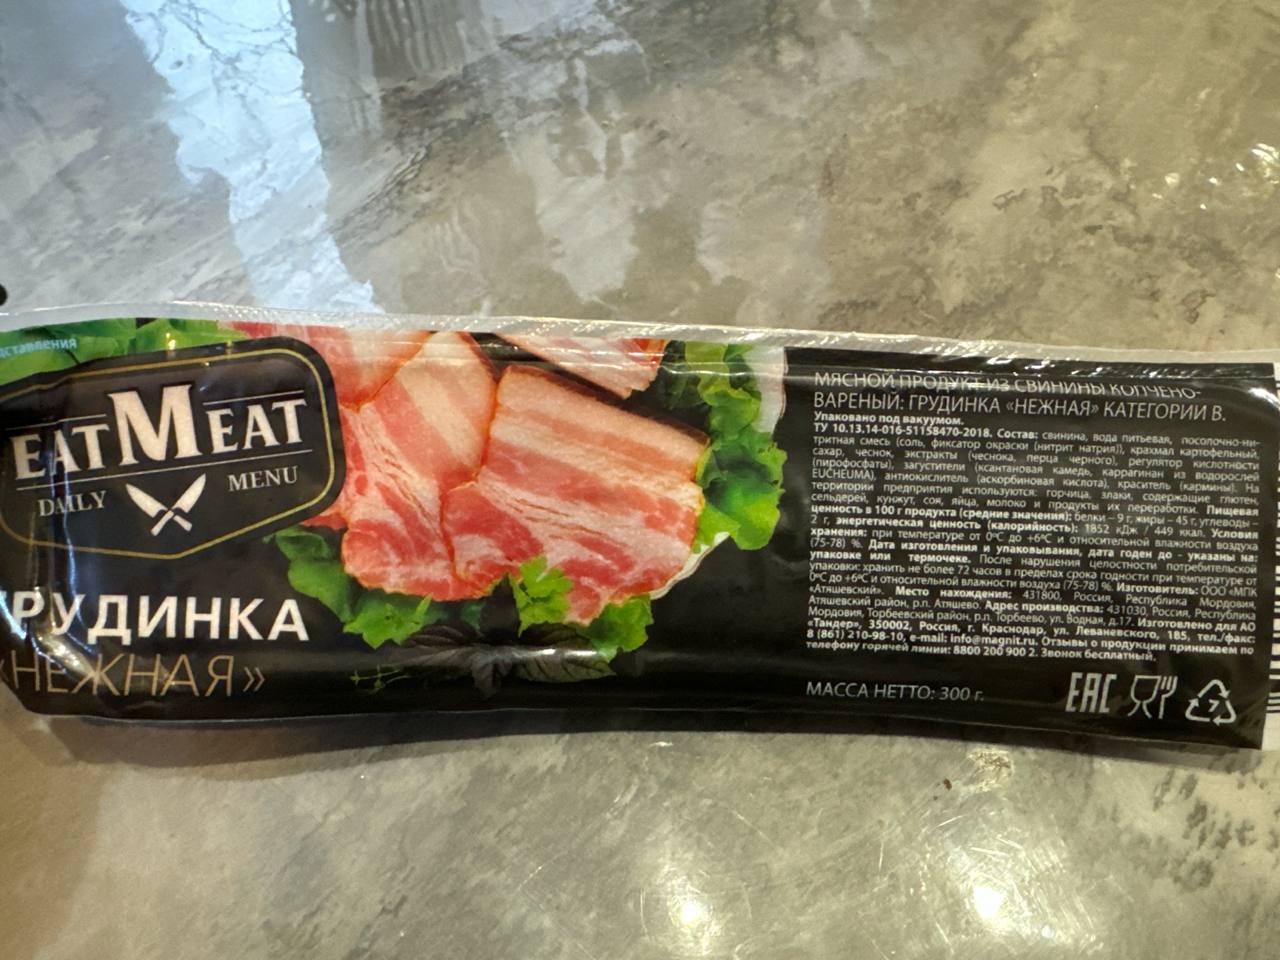 дставления
EATMEAT
DAILY MENU
ГРУДИНКА
«НЕЖНАЯ»
МЯСНОЙ ПРОДУКТ ИЗ СВИНИНЫ КОПЧЕНО-
ВАРЕНЫЙ: ГРУДИНКА «НЕЖНАЯ» КАТЕГОРИИ В.
Упаковано под вакуумом.
ТУ 10.13.14-016-51158470-2018. Состав: свинина, вода питьевая, посолочно-ни-
тритная смесь (соль, фиксатор окраски (нитрит натрия)), крахмал картофельный,
сахар, чеснок, экстракты (чеснока, перца черного), регулятор кислотности
(пирофосфаты), загустители (ксантановая камедь, каррагинан из водорослей
EUCHEUMA), антиокислитель (аскорбиновая кислота), краситель (кармины). На
территории предприятия используются: горчица, злаки, содержащие глютен,
сельдерей, кунжут, соя, яйца, молоко и продукты их переработки. Пищевая
ценность в 100 г продукта (средние значения): белки – 9 г, жиры – 45 г, углеводы –
2 г, энергетическая ценность (калорийность): 1852 кДж / 449 ккал. Условия
хранения: при температуре от 0ºС до +6ºС и относительной влажности воздуха
(75-78) %. Дата изготовления и упаковывания, дата годен до - указаны на:
упаковке или термочеке. После нарушения целостности потребительской
упаковки: хранить не более 72 часов в пределах срока годности при температуре от
0ºС до +6ºС и относительной влажности воздуха (75-78) %. Изготовитель: ООО «МПК
«Атяшевский». Место нахождения: 431800, Россия, Республика Мордовия,
Атяшевский район, р.п. Атяшево. Адрес производства: 431030, Россия, Республика
Мордовия, Торбеевский район, р.п. Торбеево, ул. Водная, д.17. Изготовлено для АО
«Тандер», 350002, Россия, г. Краснодар, ул. Леваневского, 185, тел./факс:
8 (861) 210-98-10, e-mail: info@magnit.ru. Отзывы о продукции принимаем по
телефону горячей линии: 8800 200 900 2. Звонок бесплатный.
МАССА НЕТТО: 300 г.
EAC
7